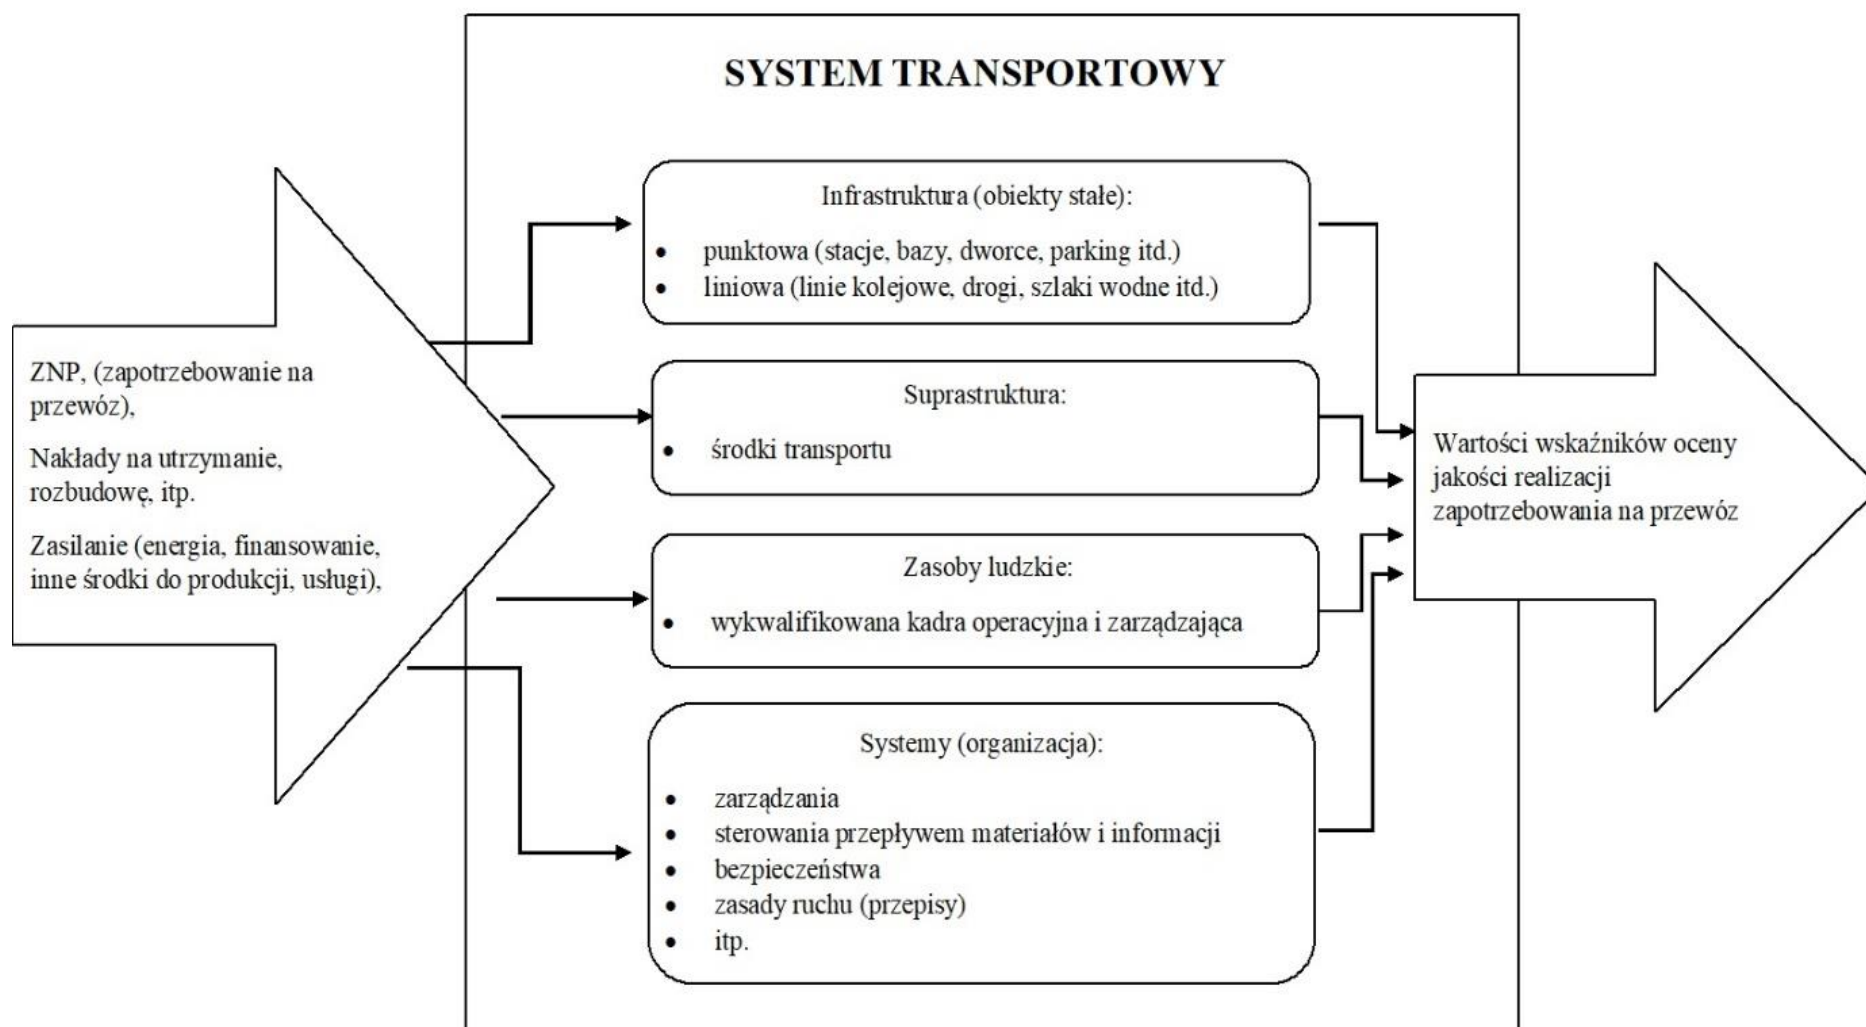 SYSTEM TRANSPORTOWY
ZNP, (zapotrzebowanie na
przewóz),
Nakłady na utrzymanie,
rozbudowę, itp.
Zasilanie (energia, finansowanie,
inne środki do produkcji, usługi),
Infrastruktura (obiekty stałe):
• punktowa (stacje, bazy, dworce, parking itd.)
• liniowa (linie kolejowe, drogi, szlaki wodne itd.)
Suprastruktura:
• środki transportu
Zasoby ludzkie:
• wykwalifikowana kadra operacyjna i zarządzająca
Systemy (organizacja):
• zarządzania
• sterowania przepływem materiałów i informacji
• bezpieczeństwa
• zasady ruchu (przepisy)
• itp.
Wartości wskaźników oceny
jakości realizacji
zapotrzebowania na przewóz